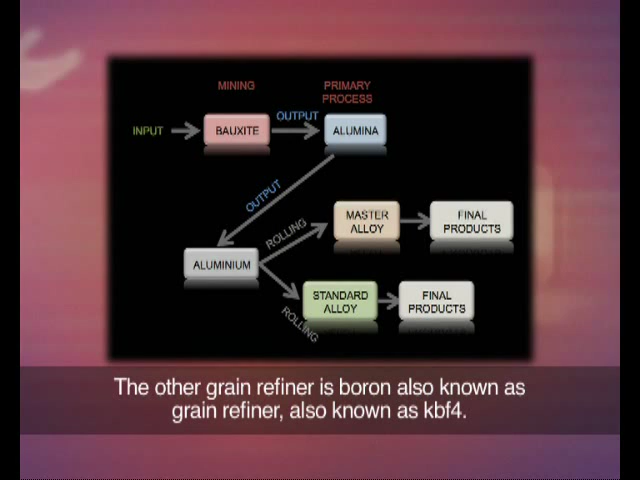 MINING
PRIMARY
PROCESS
INPUT
BAUXITE
OUTPUT
ALUMINA
OUTPUT
ALUMINIUM
ROLLING
MASTER
ALLOY
FINAL
PRODUCTS
ROLLING
STANDARD
ALLOY
FINAL
PRODUCTS
The other grain refiner is boron also known as
grain refiner, also known as kbf4.